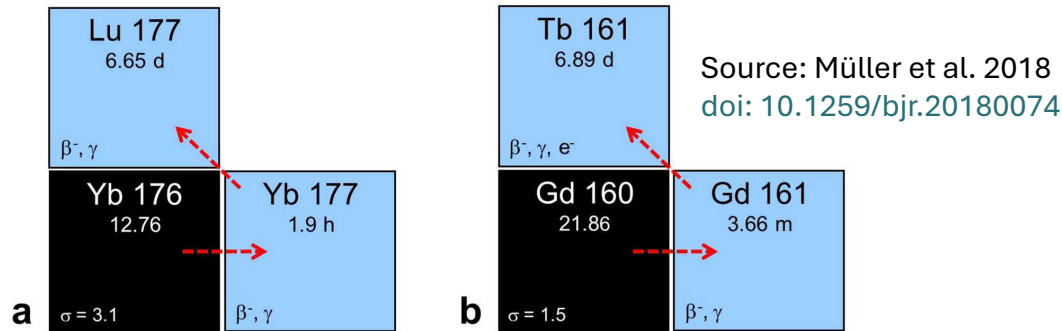 Lu 177
6.65 d
β⁻, γ
Yb 176
12.76
σ = 3.1
Yb 177
1.9 h
β⁻, γ
a
Tb 161
6.89 d
β⁻, γ, e⁻
Gd 160
21.86
σ = 1.5
Gd 161
3.66 m
β⁻, γ
b
Source: Müller et al. 2018
doi: 10.1259/bjr.20180074